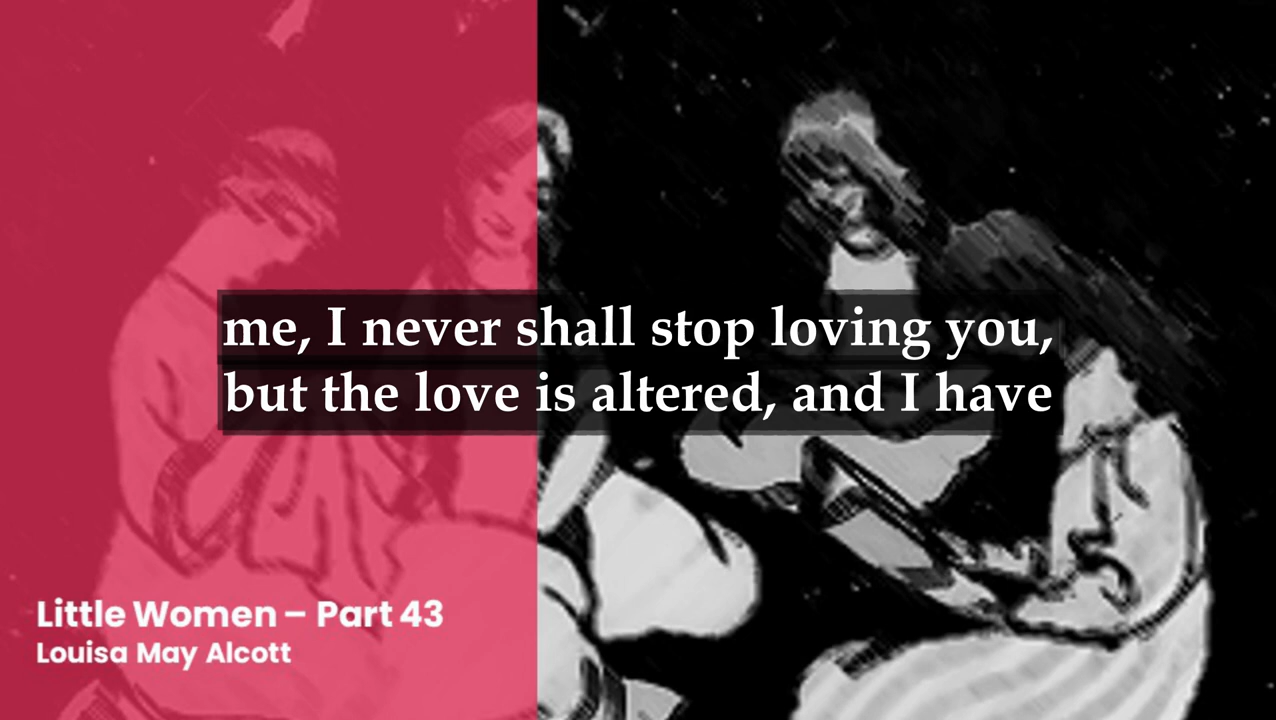 me, I never shall stop loving you,
but the love is altered, and I have
Little Women – Part 43
Louisa May Alcott